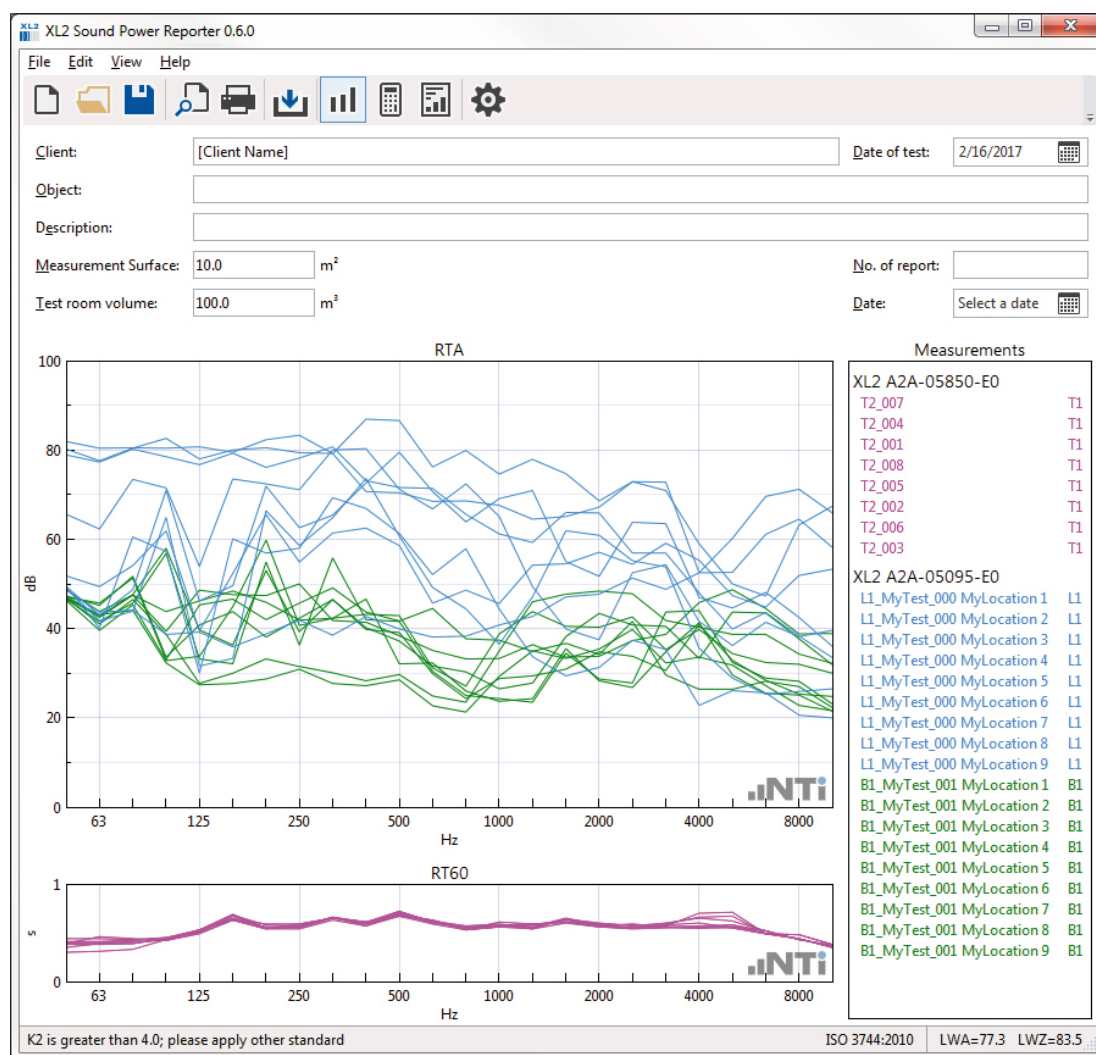 XL2 XL2 Sound Power Reporter 0.6.0
File Edit View Help
Client: [Client Name] Date of test: 2/16/2017
Object:
Description:
Measurement Surface: 10.0 m² No. of report:
Test room volume: 100.0 m³ Date: Select a date
RTA
100
80
60
40
20
0
dB
63 125 250 500 1000 2000 4000 8000
Hz
NTi
RT60
1
0
s
63 125 250 500 1000 2000 4000 8000
Hz
NTi
Measurements
XL2 A2A-05850-E0
T2_007 T1
T2_004 T1
T2_001 T1
T2_008 T1
T2_005 T1
T2_002 T1
T2_006 T1
T2_003 T1
XL2 A2A-05095-E0
L1_MyTest_000 MyLocation 1 L1
L1_MyTest_000 MyLocation 2 L1
L1_MyTest_000 MyLocation 3 L1
L1_MyTest_000 MyLocation 4 L1
L1_MyTest_000 MyLocation 5 L1
L1_MyTest_000 MyLocation 6 L1
L1_MyTest_000 MyLocation 7 L1
L1_MyTest_000 MyLocation 8 L1
L1_MyTest_000 MyLocation 9 L1
B1_MyTest_001 MyLocation 1 B1
B1_MyTest_001 MyLocation 2 B1
B1_MyTest_001 MyLocation 3 B1
B1_MyTest_001 MyLocation 4 B1
B1_MyTest_001 MyLocation 5 B1
B1_MyTest_001 MyLocation 6 B1
B1_MyTest_001 MyLocation 7 B1
B1_MyTest_001 MyLocation 8 B1
B1_MyTest_001 MyLocation 9 B1
K2 is greater than 4.0; please apply other standard ISO 3744:2010 LWA=77.3 LWZ=83.5